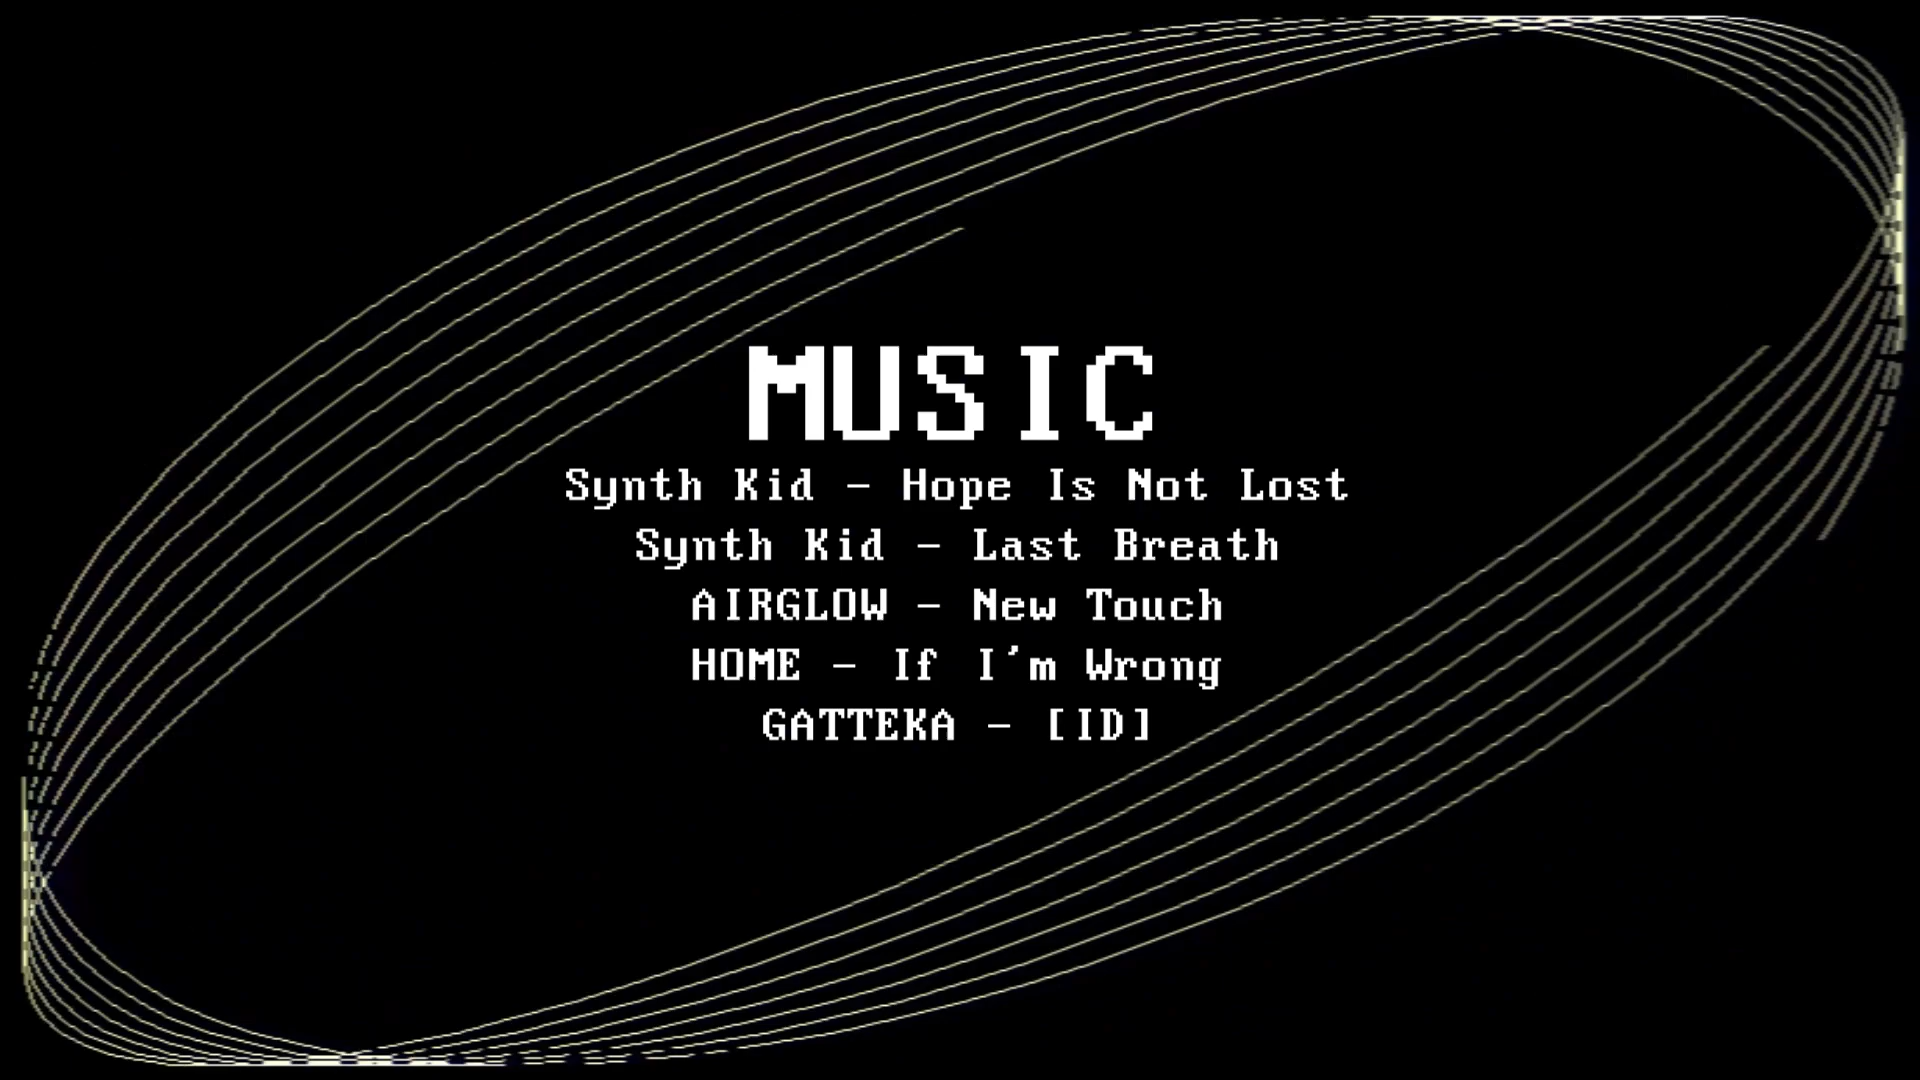 MUSIC
Synth Kid - Hope Is Not Lost
Synth Kid - Last Breath
AIRGLOW - New Touch
HOME - If I'm Wrong
GATTEKA - [ID]